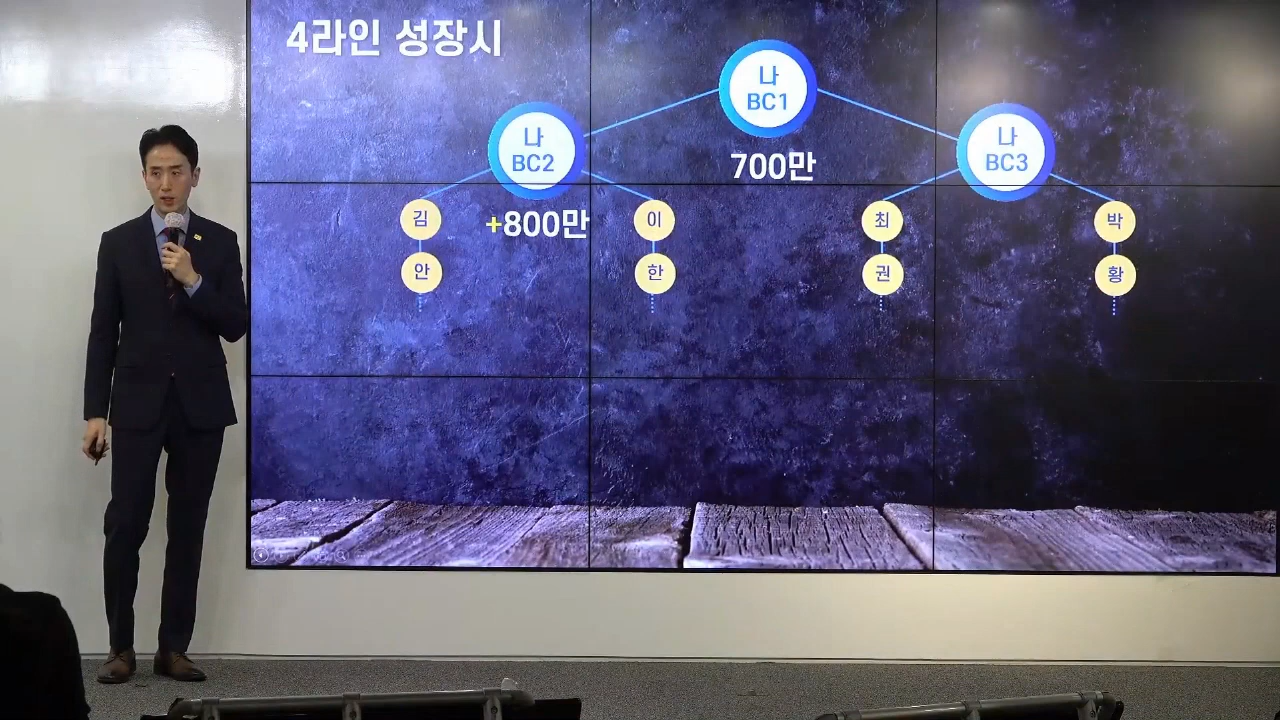 4라인 성장시
나
BC1
나
BC2
나
BC3
700만
+800만
김
이
최
박
안
한
권
황